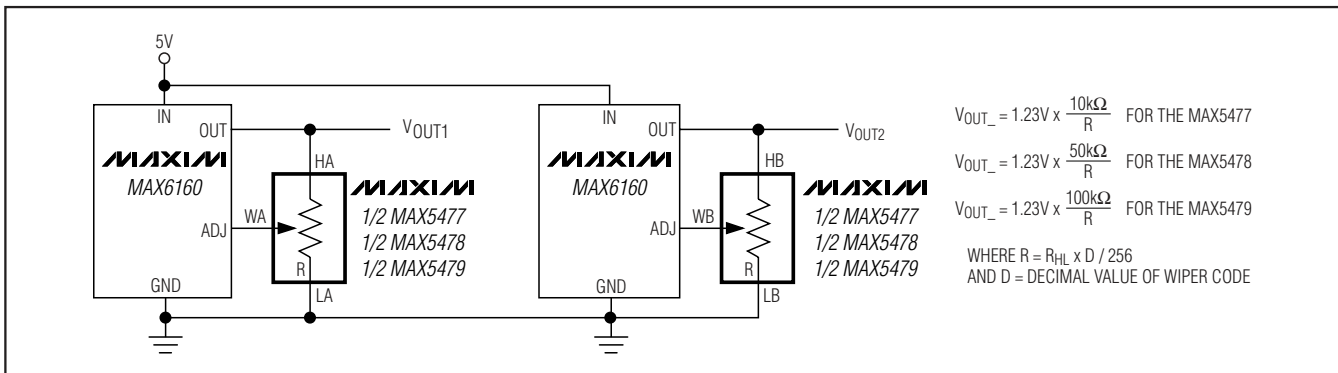 5V
IN
OUT
VOUT1
MAXIM
MAX6160
HA
WA
ADJ
R
LA
GND
MAXIM
1/2 MAX5477
1/2 MAX5478
1/2 MAX5479
IN
OUT
VOUT2
MAXIM
MAX6160
HB
WB
ADJ
R
LB
GND
MAXIM
1/2 MAX5477
1/2 MAX5478
1/2 MAX5479
VOUT_ = 1.23V x 10kΩ / R FOR THE MAX5477
VOUT_ = 1.23V x 50kΩ / R FOR THE MAX5478
VOUT_ = 1.23V x 100kΩ / R FOR THE MAX5479
WHERE R = RHL x D / 256
AND D = DECIMAL VALUE OF WIPER CODE